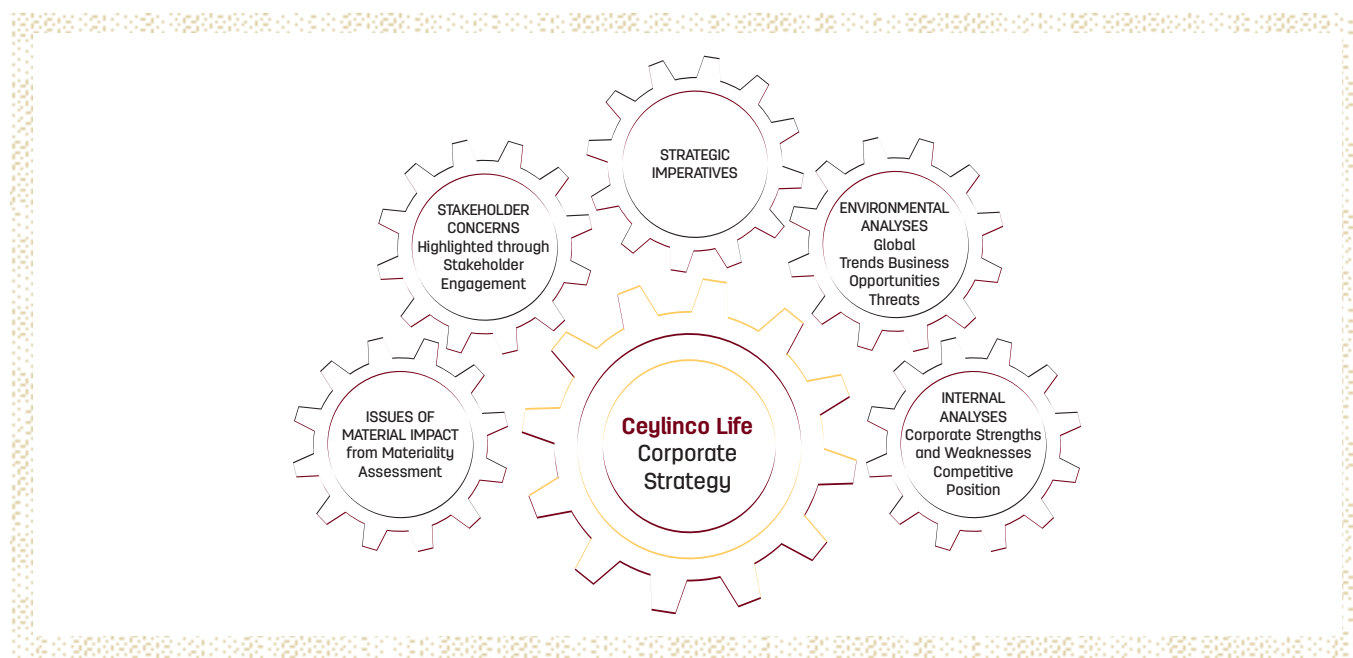 STRATEGIC
IMPERATIVES
STAKEHOLDER
CONCERNS
Highlighted through
Stakeholder
Engagement
ENVIRONMENTAL
ANALYSES
Global
Trends Business
Opportunities
Threats
ISSUES OF
MATERIAL IMPACT
from Materiality
Assessment
Ceylinco Life
Corporate
Strategy
INTERNAL
ANALYSES
Corporate Strengths
and Weaknesses
Competitive
Position